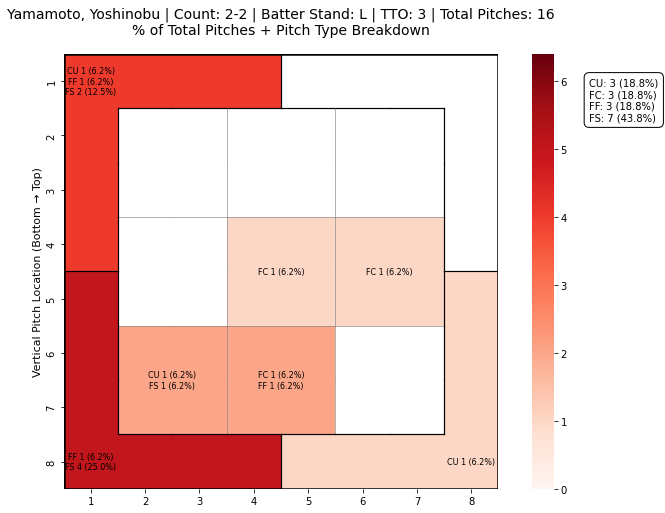 Yamamoto, Yoshinobu | Count: 2-2 | Batter Stand: L | TTO: 3 | Total Pitches: 16
% of Total Pitches + Pitch Type Breakdown
CU 1 (6.2%)
FF 1 (6.2%)
FS 2 (12.5%)
FC 1 (6.2%)
FC 1 (6.2%)
CU 1 (6.2%)
FS 1 (6.2%)
FC 1 (6.2%)
FF 1 (6.2%)
FF 1 (6.2%)
FS 4 (25.0%)
CU 1 (6.2%)
Vertical Pitch Location (Bottom → Top)
1
2
3
4
5
6
7
8
1
2
3
4
5
6
7
8
6
5
4
3
2
1
0
CU: 3 (18.8%)
FC: 3 (18.8%)
FF: 3 (18.8%)
FS: 7 (43.8%)